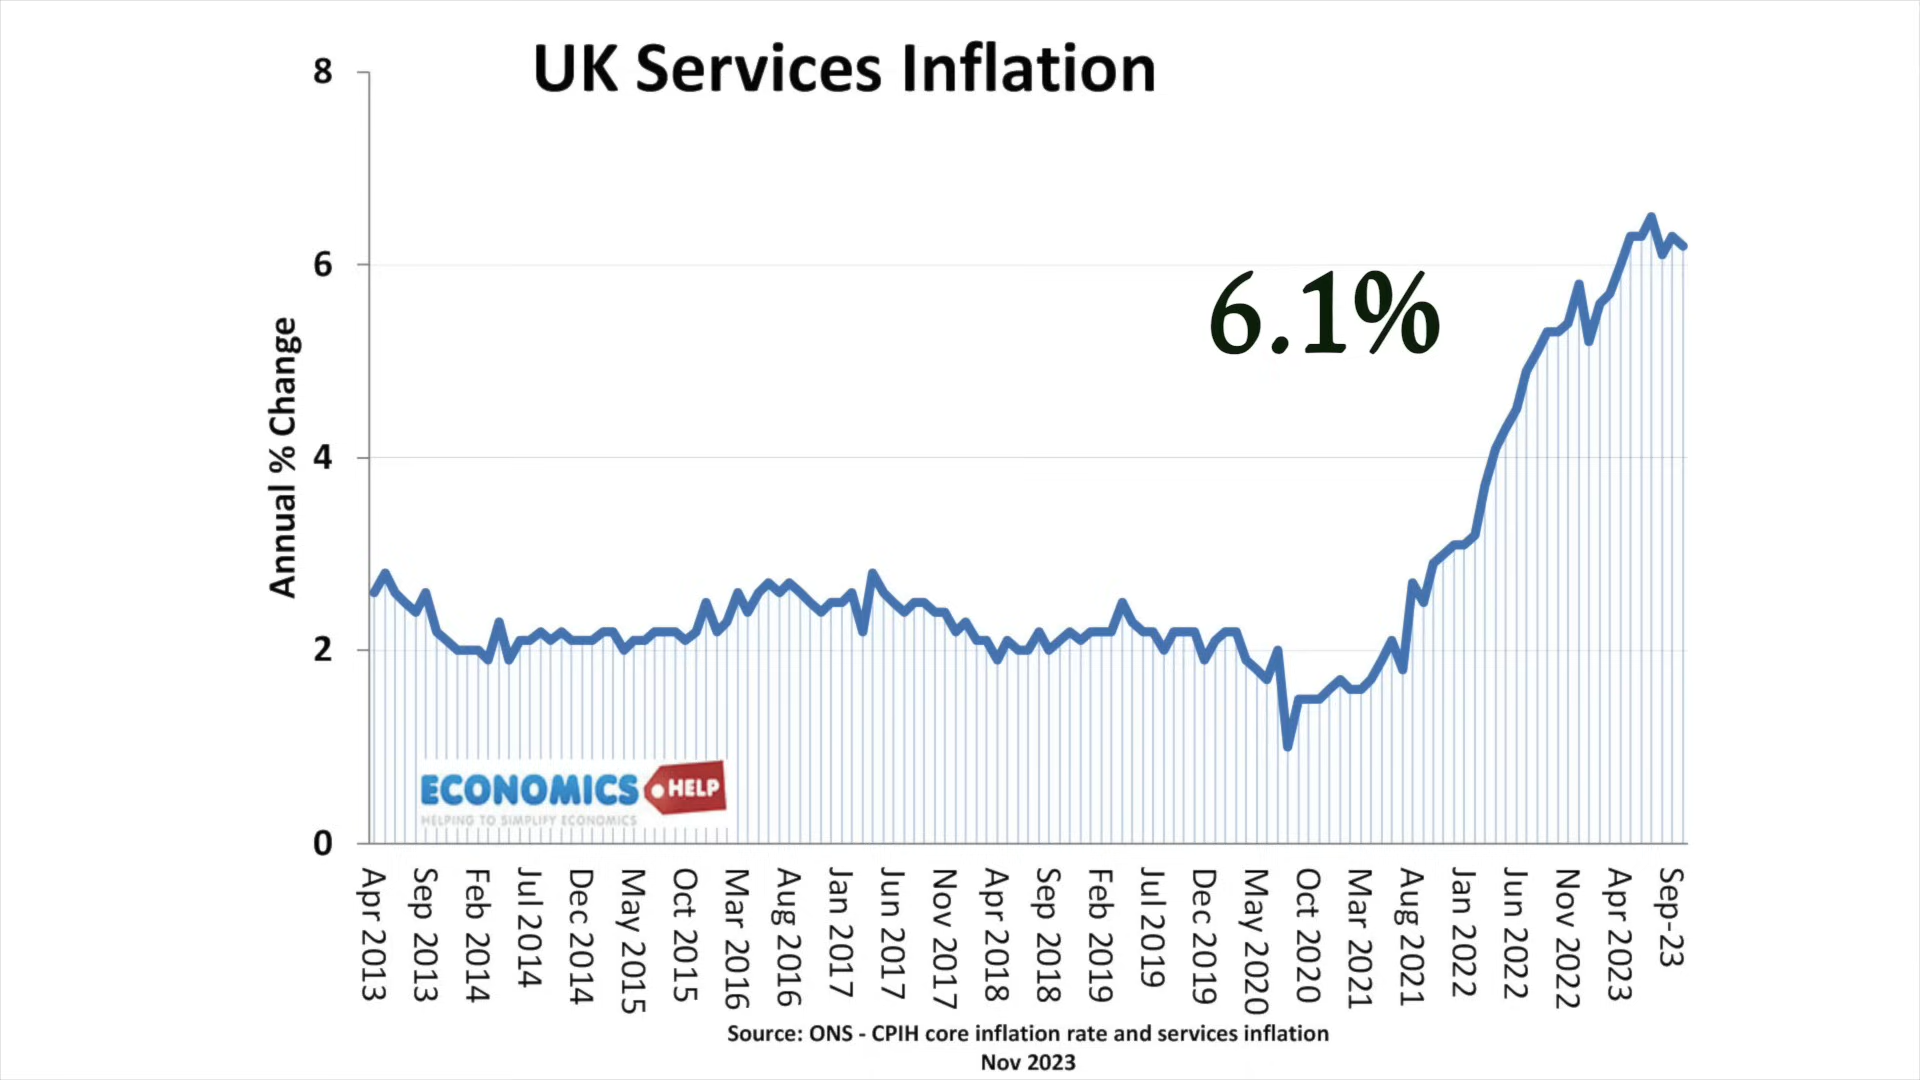 UK Services Inflation
8
6
4
2
0
Annual % Change
6.1%
ECONOMICS HELP
HELPING TO SIMPLIFY ECONOMICS
Apr 2013
Sep 2013
Feb 2014
Jul 2014
Dec 2014
May 2015
Oct 2015
Mar 2016
Aug 2016
Jan 2017
Jun 2017
Nov 2017
Apr 2018
Sep 2018
Feb 2019
Jul 2019
Dec 2019
May 2020
Oct 2020
Mar 2021
Aug 2021
Jan 2022
Jun 2022
Nov 2022
Apr 2023
Sep-23
Source: ONS - CPIH core inflation rate and services inflation
Nov 2023